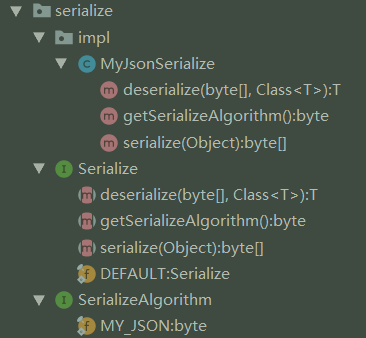 serialize
impl
MyJsonSerialize
deserialize(byte[], Class<T>):T
getSerializeAlgorithm():byte
serialize(Object):byte[]
Serialize
deserialize(byte[], Class<T>):T
getSerializeAlgorithm():byte
serialize(Object):byte[]
DEFAULT:Serialize
SerializeAlgorithm
MY_JSON:byte